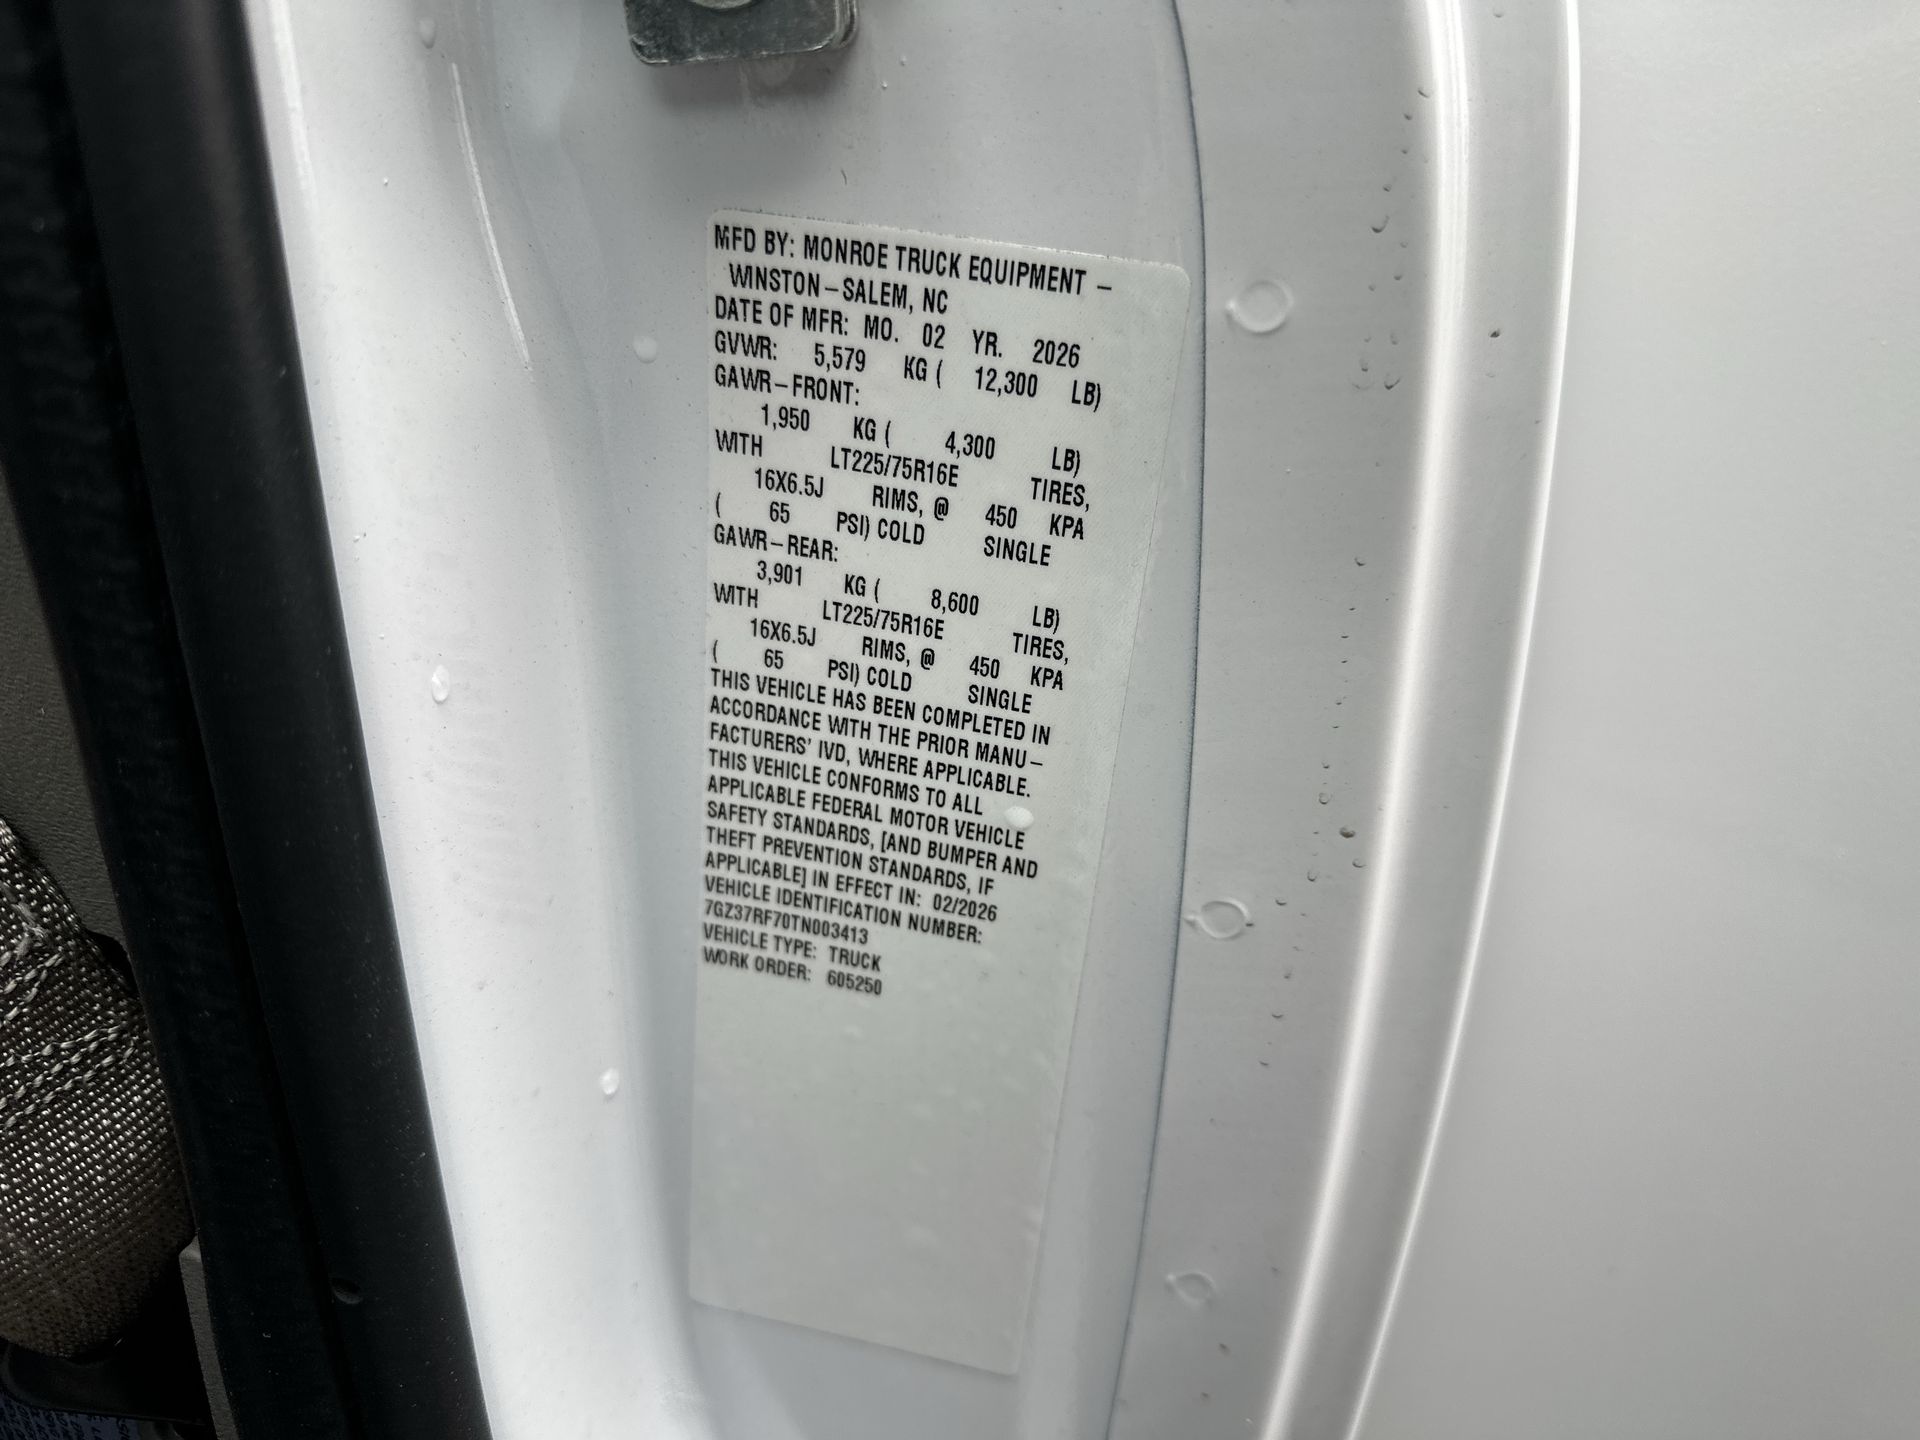 MFD BY: MONROE TRUCK EQUIPMENT –
WINSTON–SALEM, NC
DATE OF MFR: MO. 02 YR. 2026
GVWR: 5,579 KG ( 12,300 LB)
GAWR–FRONT:
1,950 KG ( 4,300 LB)
WITH LT225/75R16E TIRES,
16X6.5J RIMS, @ 450 KPA
( 65 PSI) COLD SINGLE
GAWR–REAR:
3,901 KG ( 8,600 LB)
WITH LT225/75R16E TIRES,
16X6.5J RIMS, @ 450 KPA
( 65 PSI) COLD SINGLE
THIS VEHICLE HAS BEEN COMPLETED IN
ACCORDANCE WITH THE PRIOR MANU–
FACTURERS' IVD, WHERE APPLICABLE.
THIS VEHICLE CONFORMS TO ALL
APPLICABLE FEDERAL MOTOR VEHICLE
SAFETY STANDARDS, [AND BUMPER AND
THEFT PREVENTION STANDARDS, IF
APPLICABLE] IN EFFECT IN: 02/2026
VEHICLE IDENTIFICATION NUMBER:
7GZ37RF70TN003413
VEHICLE TYPE: TRUCK
WORK ORDER: 605250